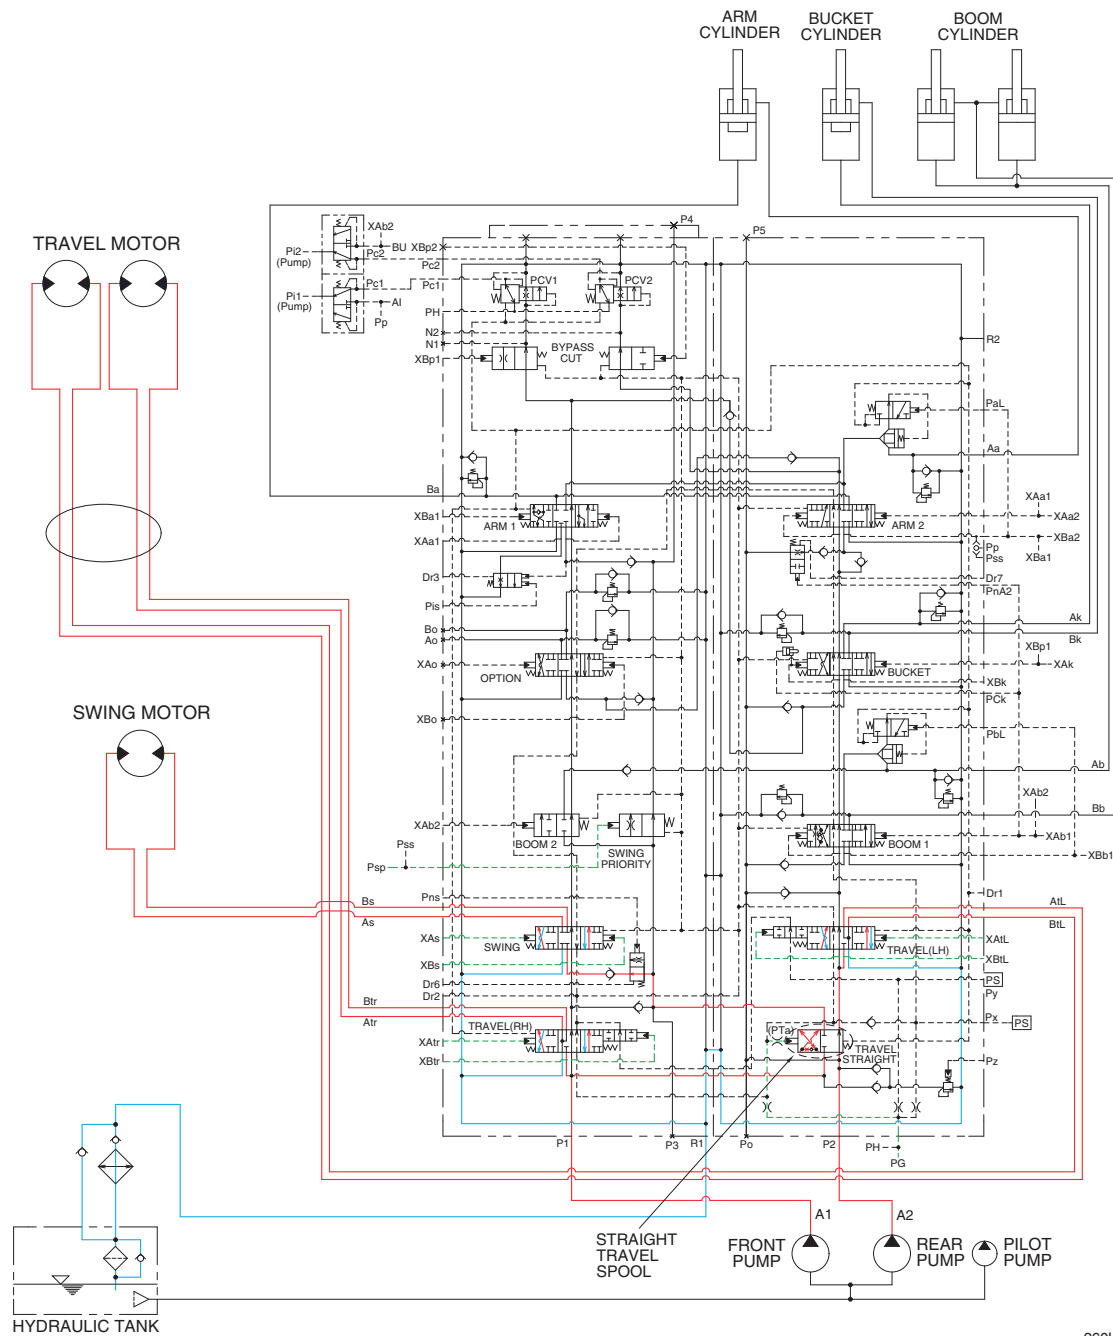 ARM
CYLINDER
BUCKET
CYLINDER
BOOM
CYLINDER
TRAVEL MOTOR
XAb2
Pi2
(Pump)
BU
Pc2
Pc1
Pi1
(Pump)
AI
Pp
P4
P5
XBp2
Pc2
Pc1
PCV1
PCV2
PH
N2
N1
BYPASS
CUT
XBp1
R2
PaL
Aa
Ba
XBa1
ARM 1
XAa1
ARM 2
XAa1
XAa2
XBa2
XBa1
Pp
Pss
Dr3
Pis
Dr7
PnA2
Bo
Ao
Ak
Bk
XBp1
XAo
OPTION
BUCKET
XAk
XBk
PCk
XBo
PbL
SWING MOTOR
Ab
XAb2
Bb
XAb2
BOOM 2
SWING
PRIORITY
BOOM 1
XAb1
XBb1
Pss
Psp
Pns
Dr1
Bs
As
AtL
BtL
XAs
SWING
XBs
TRAVEL(LH)
XAtL
XBtL
Dr6
Dr2
PS
Py
Btr
Atr
TRAVEL(RH)
(PTa)
Px
PS
XAtr
XBtr
TRAVEL
STRAIGHT
Pz
P1
P3
R1
Po
P2
PH
PG
A1
A2
STRAIGHT
TRAVEL
SPOOL
FRONT
PUMP
REAR
PUMP
PILOT
PUMP
HYDRAULIC TANK